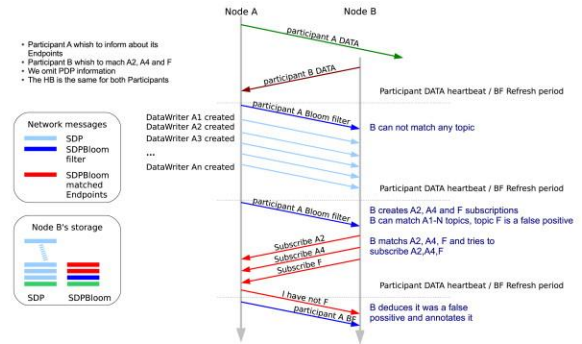 Node A
Node B
• Participant A whish to inform about its
Endpoints
• Participant B whish to mach A2, A4 and F
• We omit PDP information
• The HB is the same for both Participants
participant A DATA
participant B DATA
Participant DATA heartbeat / BF Refresh period
Network messages
SDP
SDPBloom
filter
SDPBloom
matched
Endpoints
DataWriter A1 created
DataWriter A2 created
DataWriter A3 created
...
DataWriter An created
participant A Bloom filter
B can not match any topic
Participant DATA heartbeat / BF Refresh period
participant A Bloom filter
B creates A2, A4 and F subscriptions
B can match A1-N topics, topic F is a false positive
Node B's storage
SDP
SDPBloom
Subscribe A2
Subscribe A4
Subscribe F
B matchs A2, A4, F and tries to
subscribe A2,A4,F
Participant DATA heartbeat / BF Refresh period
I have not F
participant A BF
B deduces it was a false
possitive and annotates it